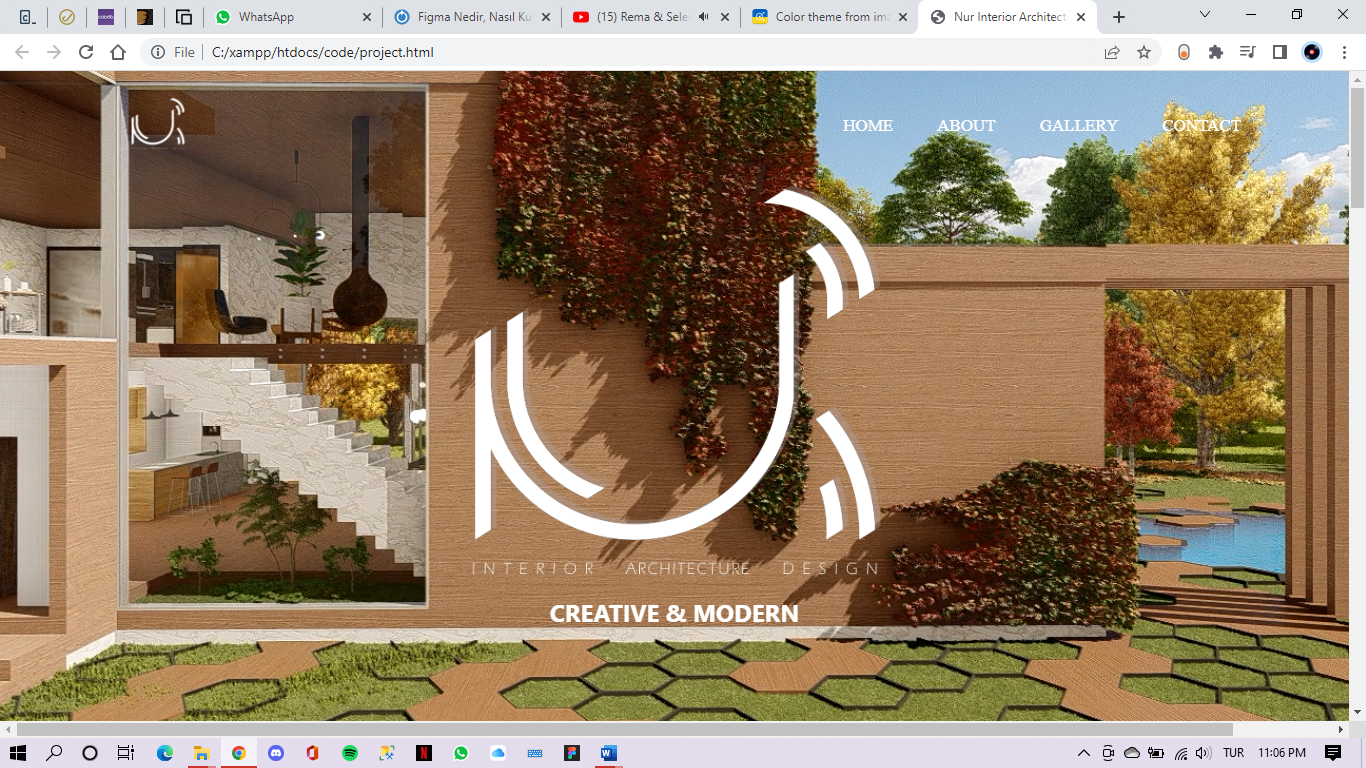 WhatsApp
Figma Nedir, Nasıl Ku
(15) Rema & Sele
Color theme from ima
Nur Interior Architect
File
C:/xampp/htdocs/code/project.html
HOME ABOUT GALLERY CONTACT
INTERIOR ARCHITECTURE DESIGN
CREATIVE & MODERN
TUR 11:06 PM